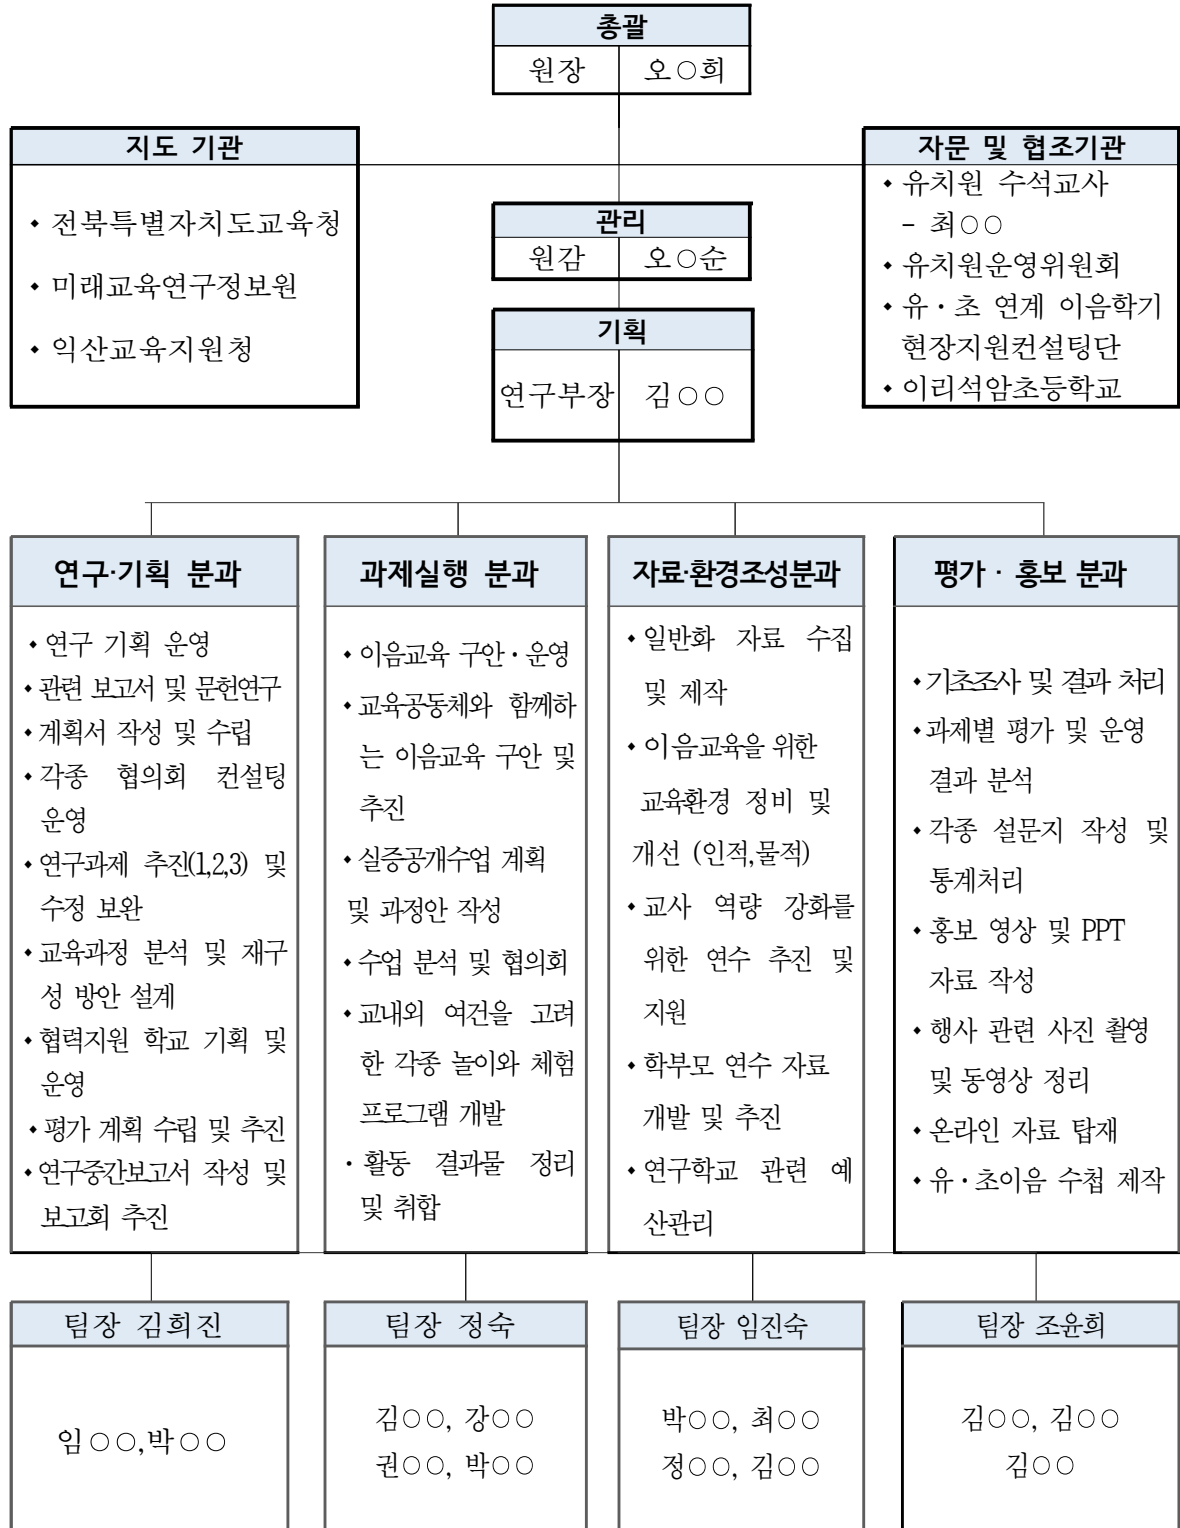 총괄
원장 오○희
지도 기관
◆ 전북특별자치도교육청
◆ 미래교육연구정보원
◆ 익산교육지원청
자문 및 협조기관
◆ 유치원 수석교사
- 최○○
◆ 유치원운영위원회
◆ 유·초 연계 이음학기
현장지원컨설팅단
◆ 이리석암초등학교
관리
원감 오○순
기획
연구부장 김○○
연구·기획 분과
◆ 연구 기획 운영
◆ 관련 보고서 및 문헌연구
◆ 계획서 작성 및 수립
◆ 각종 협의회 컨설팅
운영
◆ 연구과제 추진(1,2,3) 및
수정 보완
◆ 교육과정 분석 및 재구
성 방안 설계
◆ 협력지원 학교 기획 및
운영
◆ 평가 계획 수립 및 추진
◆ 연구중간보고서 작성 및
보고회 추진
과제실행 분과
◆ 이음교육 구안·운영
◆ 교육공동체와 함께하
는 이음교육 구안 및
추진
◆ 실증공개수업 계획
및 과정안 작성
◆ 수업 분석 및 협의회
◆ 교내외 여건을 고려
한 각종 놀이와 체험
프로그램 개발
· 활동 결과물 정리
및 취합
자료·환경조성분과
◆ 일반화 자료 수집
및 제작
◆ 이음교육을 위한
교육환경 정비 및
개선 (인적,물적)
◆ 교사 역량 강화를
위한 연수 추진 및
지원
◆ 학부모 연수 자료
개발 및 추진
◆ 연구학교 관련 예
산관리
평가 · 홍보 분과
◆ 기초조사 및 결과 처리
◆ 과제별 평가 및 운영
결과 분석
◆ 각종 설문지 작성 및
통계처리
◆ 홍보 영상 및 PPT
자료 작성
◆ 행사 관련 사진 촬영
및 동영상 정리
◆ 온라인 자료 탑재
◆ 유·초이음 수첩 제작
팀장 김희진
임○○,박○○
팀장 정숙
김○○, 강○○
권○○, 박○○
팀장 임진숙
박○○, 최○○
정○○, 김○○
팀장 조윤희
김○○, 김○○
김○○